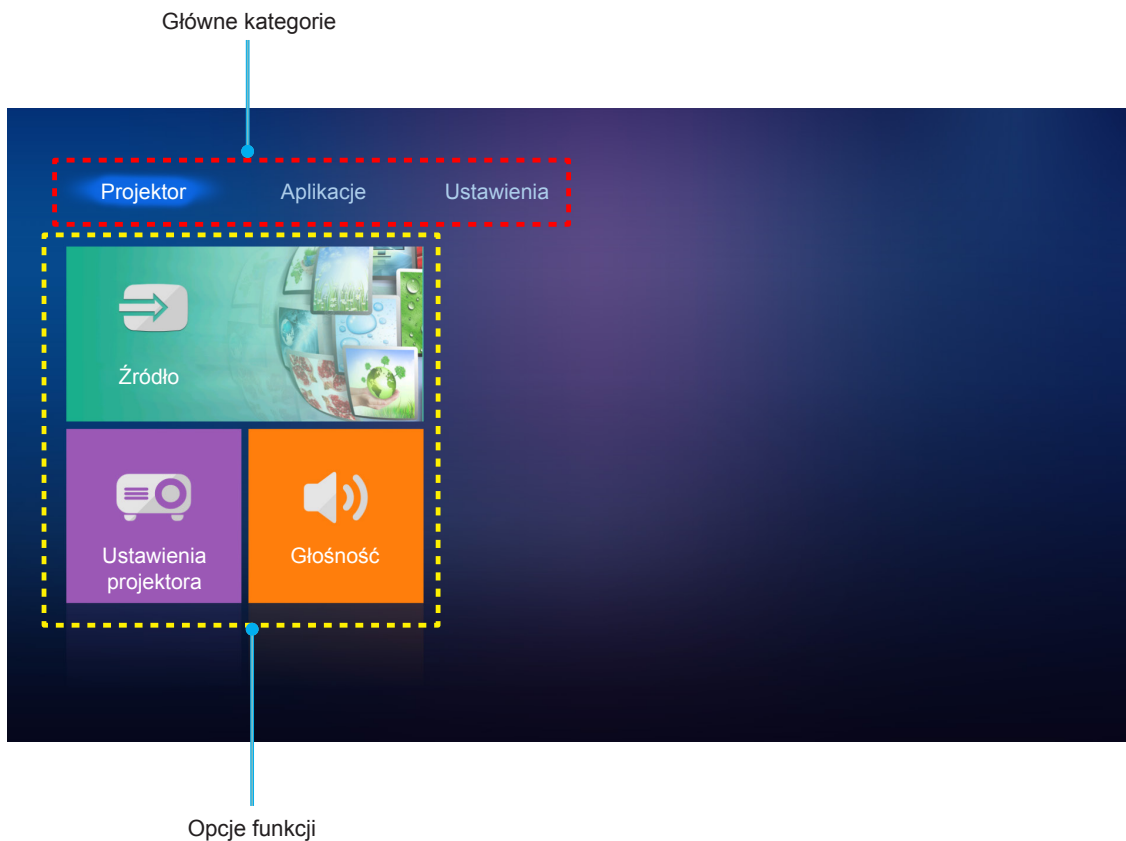 Główne kategorie
Projektor Aplikacje Ustawienia
Źródło
Ustawienia
projektora
Głośność
Opcje funkcji